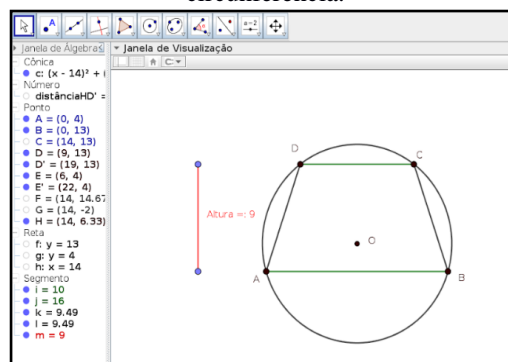 circunferência.
A
a=2
Janela de Álgebra
Janela de Visualização
Cônica
c: (x - 14)² + (
Número
distânciaHD' =
Ponto
A = (0, 4)
B = (0, 13)
C = (14, 13)
D = (9, 13)
D' = (19, 13)
E = (6, 4)
E' = (22, 4)
F = (14, 14.67
G = (14, -2)
H = (14, 6.33)
Reta
f: y = 13
g: y = 4
h: x = 14
Segmento
i = 10
j = 16
k = 9.49
l = 9.49
m = 9
D
C
Altura =: 9
O
A
B